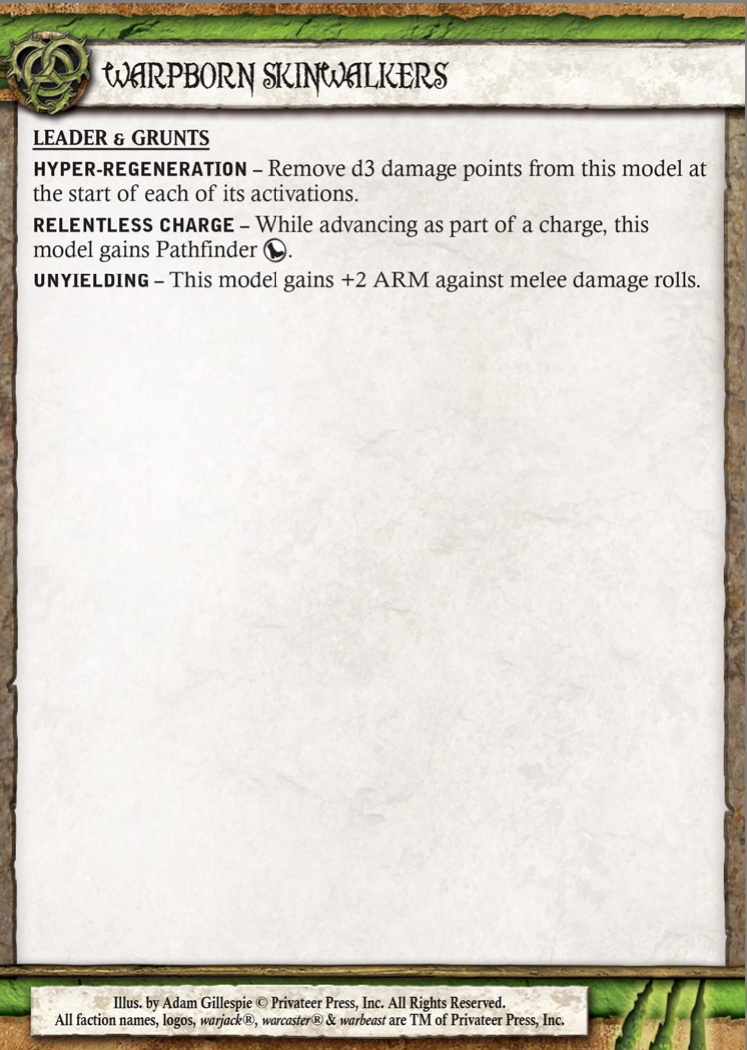 WARPBORN SKINWALKERS
LEADER & GRUNTS
HYPER-REGENERATION – Remove d3 damage points from this model at
the start of each of its activations.
RELENTLESS CHARGE – While advancing as part of a charge, this
model gains Pathfinder.
UNYIELDING – This model gains +2 ARM against melee damage rolls.
Illus. by Adam Gillespie © Privateer Press, Inc. All Rights Reserved.
All faction names, logos, warjack®, warcaster® & warbeast are TM of Privateer Press, Inc.